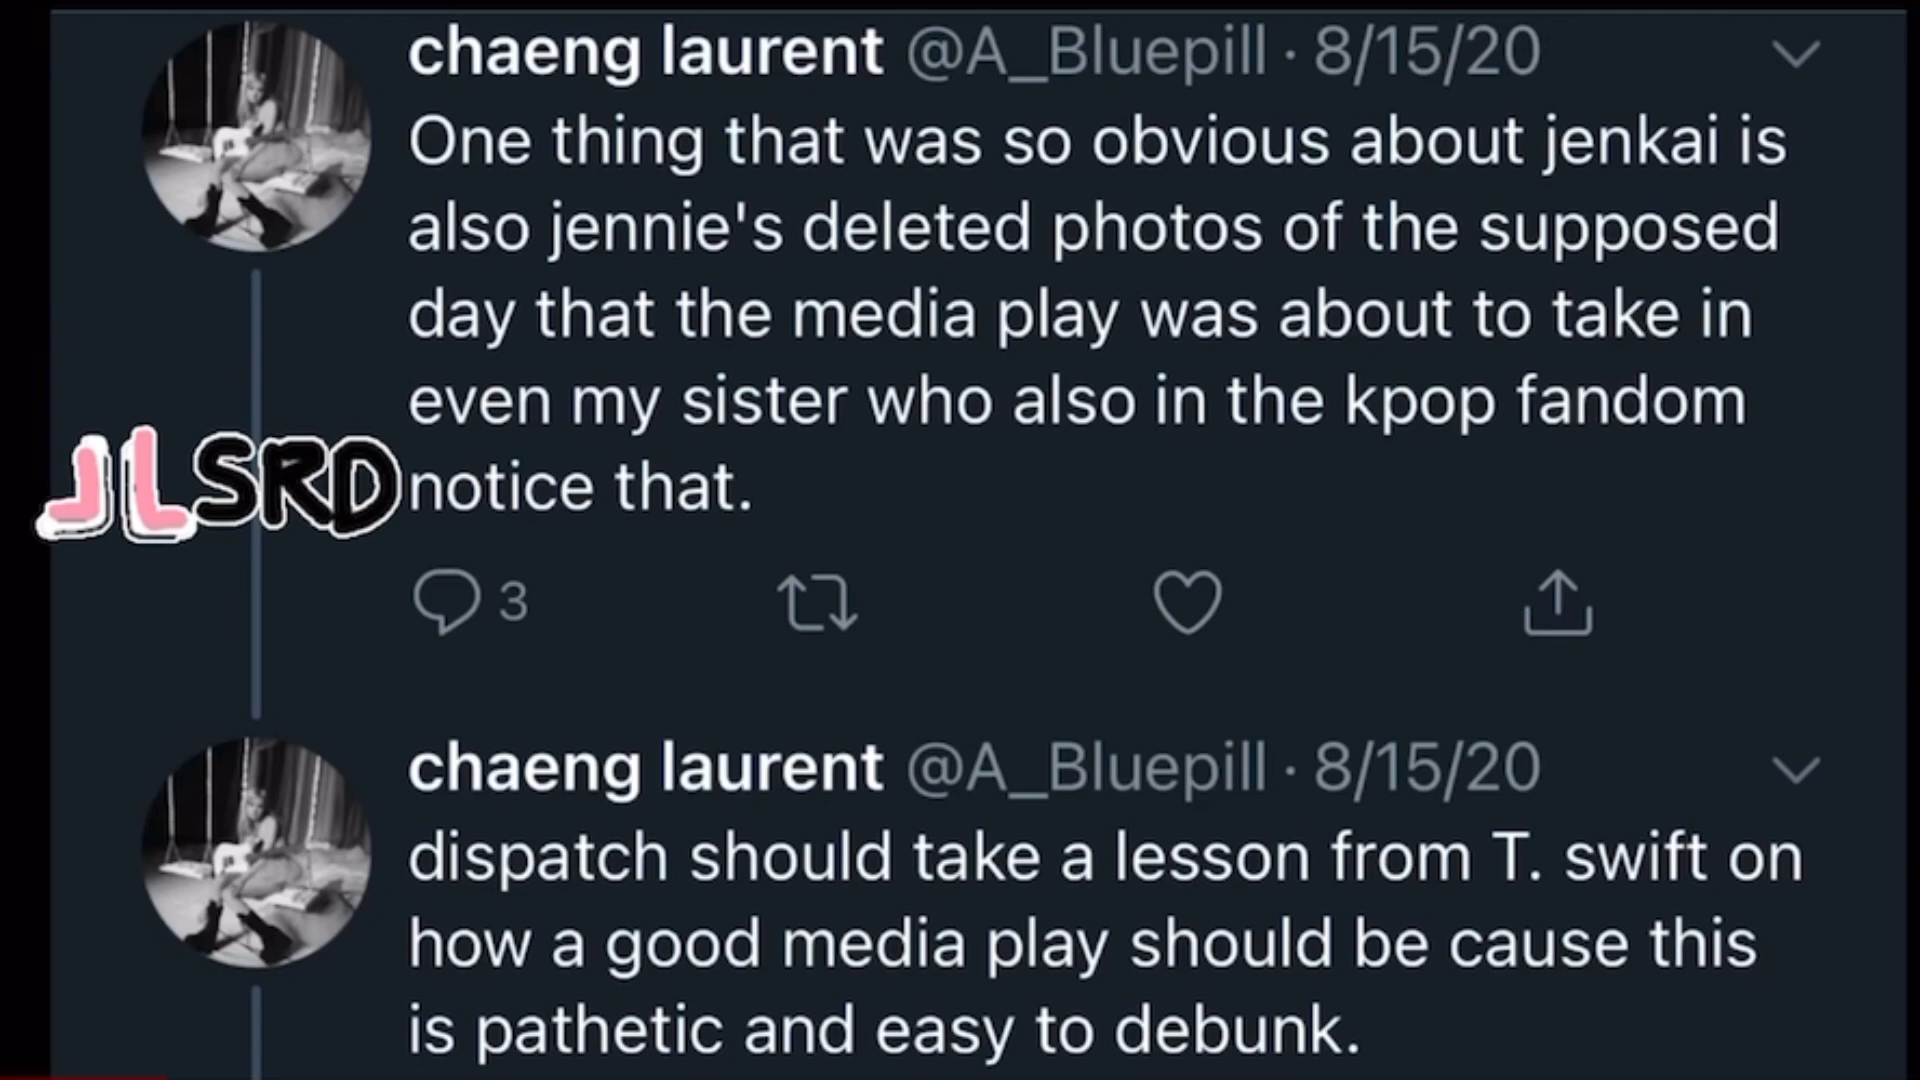 chaeng laurent @A_Bluepill · 8/15/20
One thing that was so obvious about jenkai is
also jennie's deleted photos of the supposed
day that the media play was about to take in
even my sister who also in the kpop fandom
notice that.
JLSRD
3
chaeng laurent @A_Bluepill · 8/15/20
dispatch should take a lesson from T. swift on
how a good media play should be cause this
is pathetic and easy to debunk.